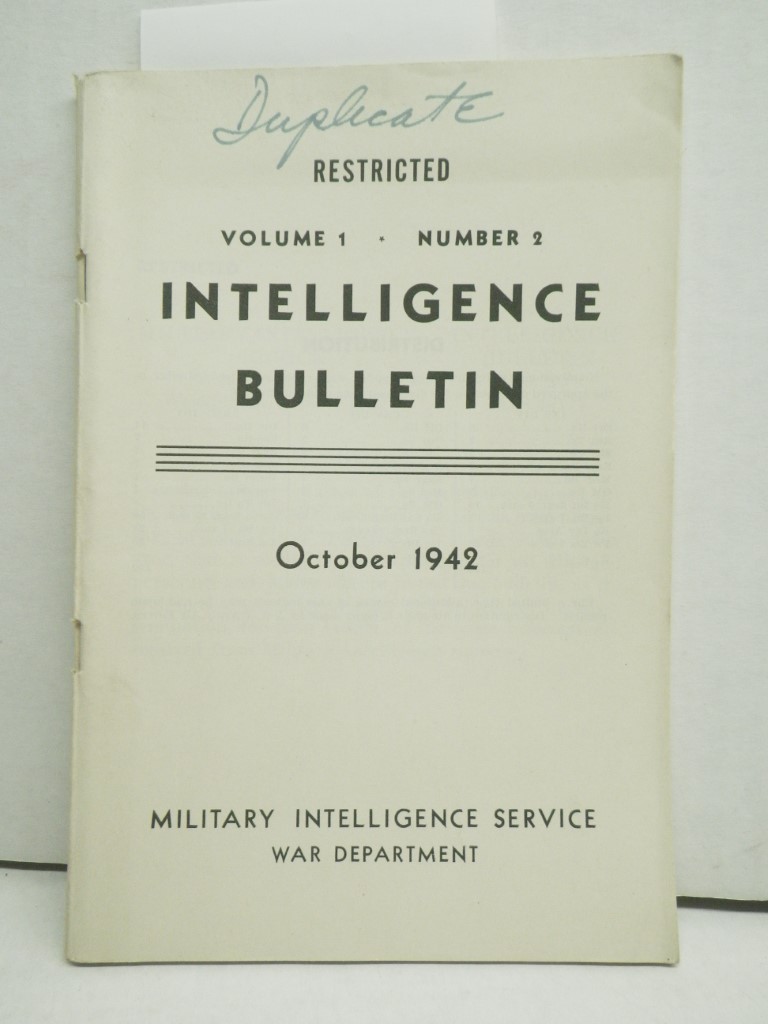 Duplicate
RESTRICTED
VOLUME 1 · NUMBER 2
INTELLIGENCE
BULLETIN
October 1942
MILITARY INTELLIGENCE SERVICE
WAR DEPARTMENT